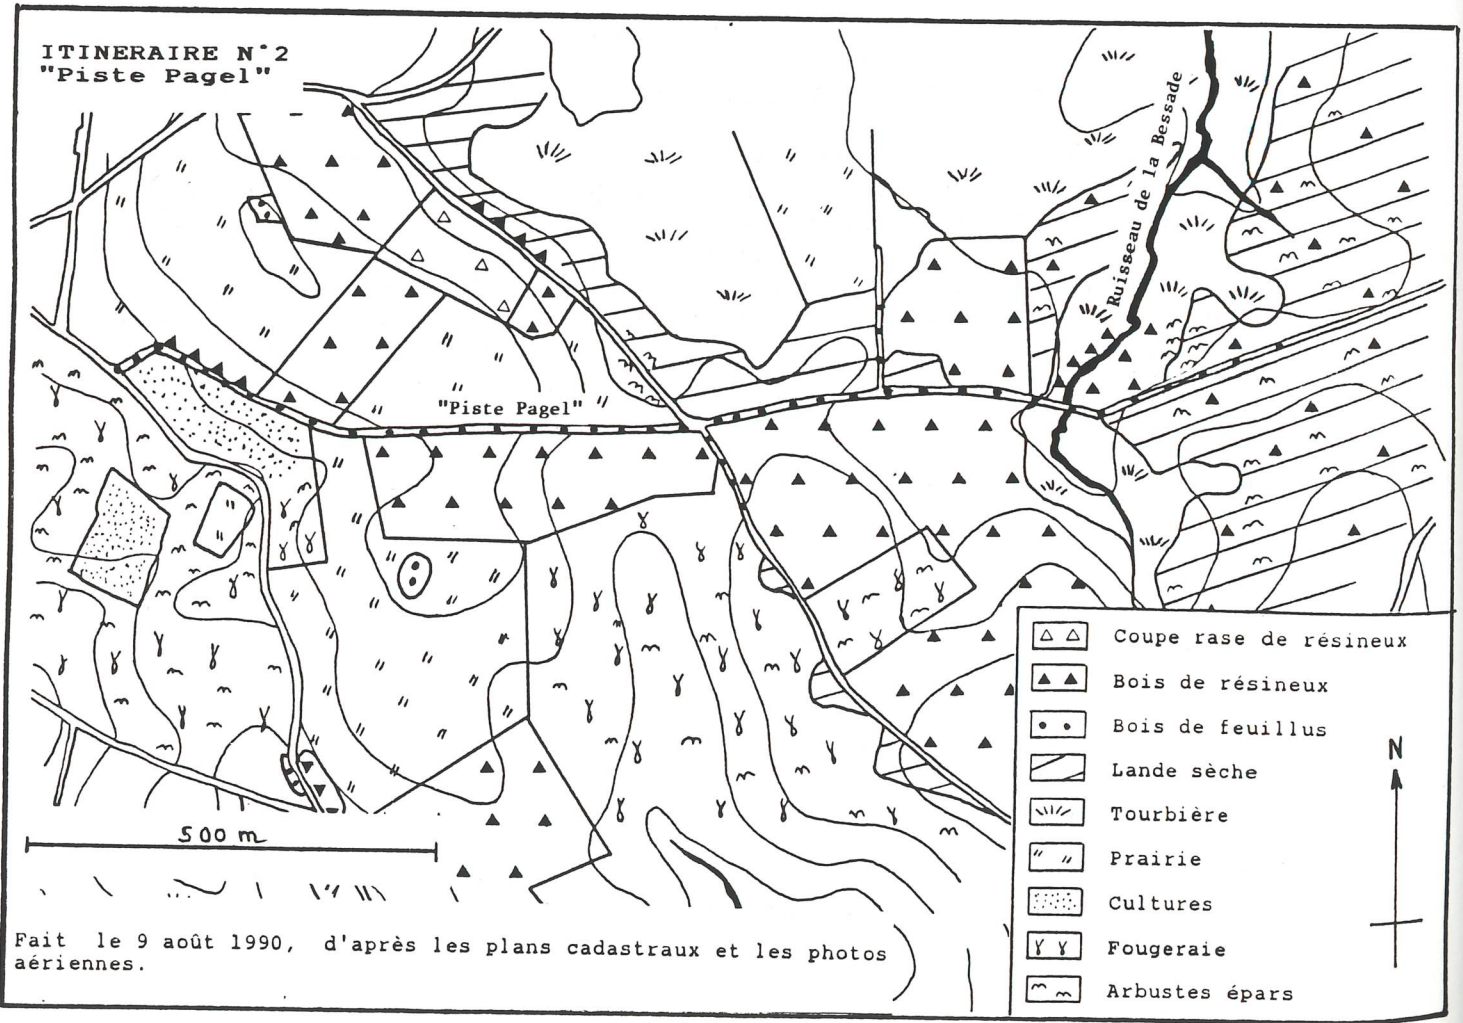 ITINERAIRE N°2
"Piste Pagel"
Ruisseau de la Bessade
"Piste Pagel"
Coupe rase de résineux
Bois de résineux
Bois de feuillus
Lande sèche
Tourbière
Prairie
Cultures
Fougeraie
Arbustes épars
N
500 m
Fait le 9 août 1990, d'après les plans cadastraux et les photos
aériennes.